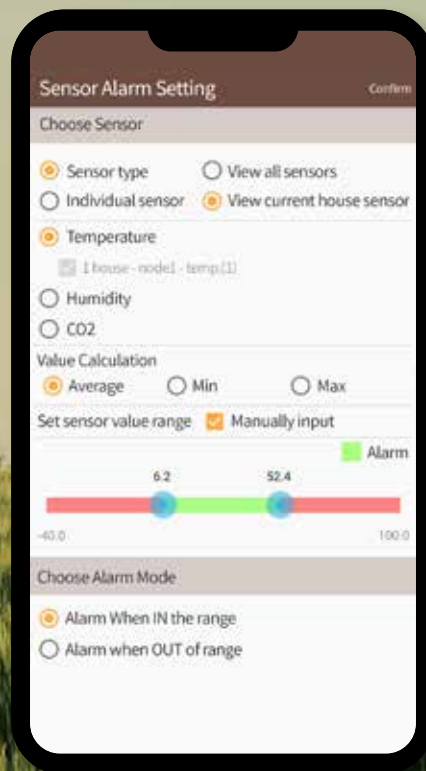 Sensor Alarm Setting Confirm
Choose Sensor
Sensor type View all sensors
Individual sensor View current house sensor
Temperature
1 house - node1 - temp.(1)
Humidity
CO2
Value Calculation
Average Min Max
Set sensor value range Manually input
Alarm
6.2 52.4
-40.0 100.0
Choose Alarm Mode
Alarm When IN the range
Alarm when OUT of range